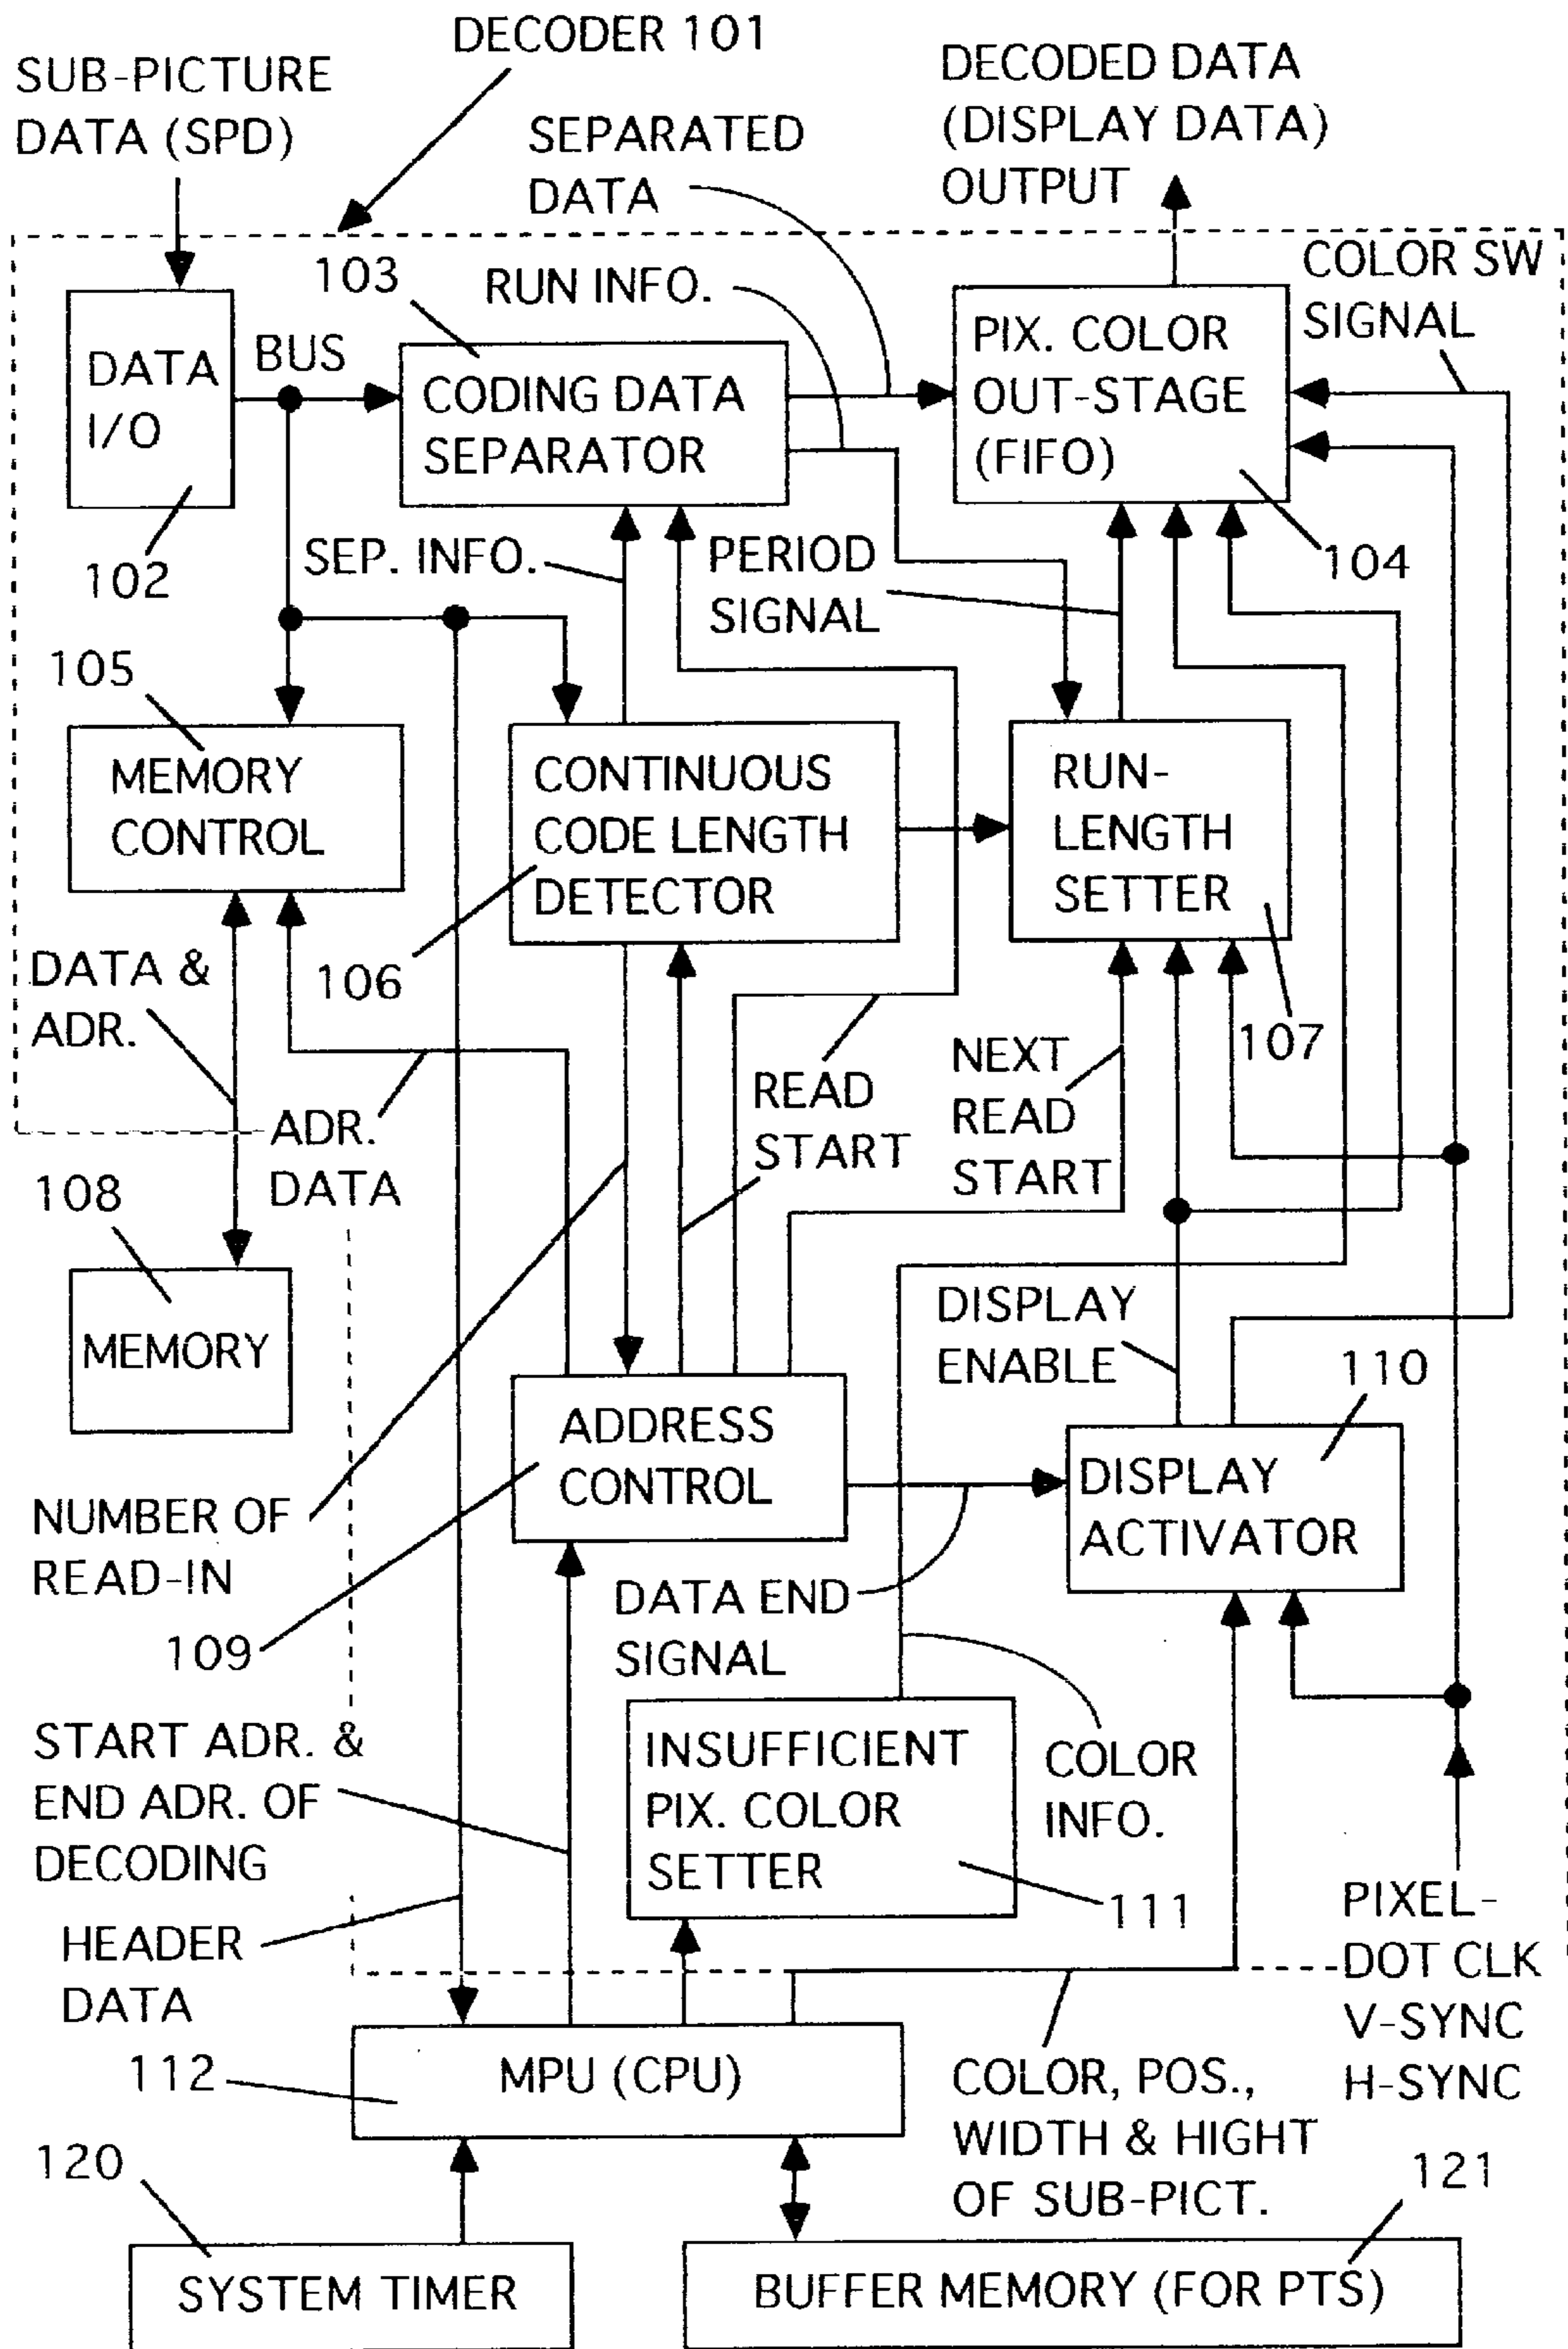 DECODER 101
SUB-PICTURE
DATA (SPD)
SEPARATED
DATA
DECODED DATA
(DISPLAY DATA)
OUTPUT
103
RUN INFO.
COLOR SW
SIGNAL
DATA
I/O
BUS
CODING DATA
SEPARATOR
PIX. COLOR
OUT-STAGE
(FIFO)
102
SEP. INFO.
PERIOD
SIGNAL
104
105
MEMORY
CONTROL
CONTINUOUS
CODE LENGTH
DETECTOR
RUN-
LENGTH
SETTER
DATA &
ADR.
106
107
ADR.
DATA
READ
START
NEXT
READ
START
108
MEMORY
DISPLAY
ENABLE
110
ADDRESS
CONTROL
DISPLAY
ACTIVATOR
NUMBER OF
READ-IN
109
DATA END
SIGNAL
START ADR. &
END ADR. OF
DECODING
INSUFFICIENT
PIX. COLOR
SETTER
COLOR
INFO.
111
HEADER
DATA
PIXEL-
DOT CLK
V-SYNC
H-SYNC
112
MPU (CPU)
COLOR, POS.,
WIDTH & HIGHT
OF SUB-PICT.
120
121
SYSTEM TIMER
BUFFER MEMORY (FOR PTS)